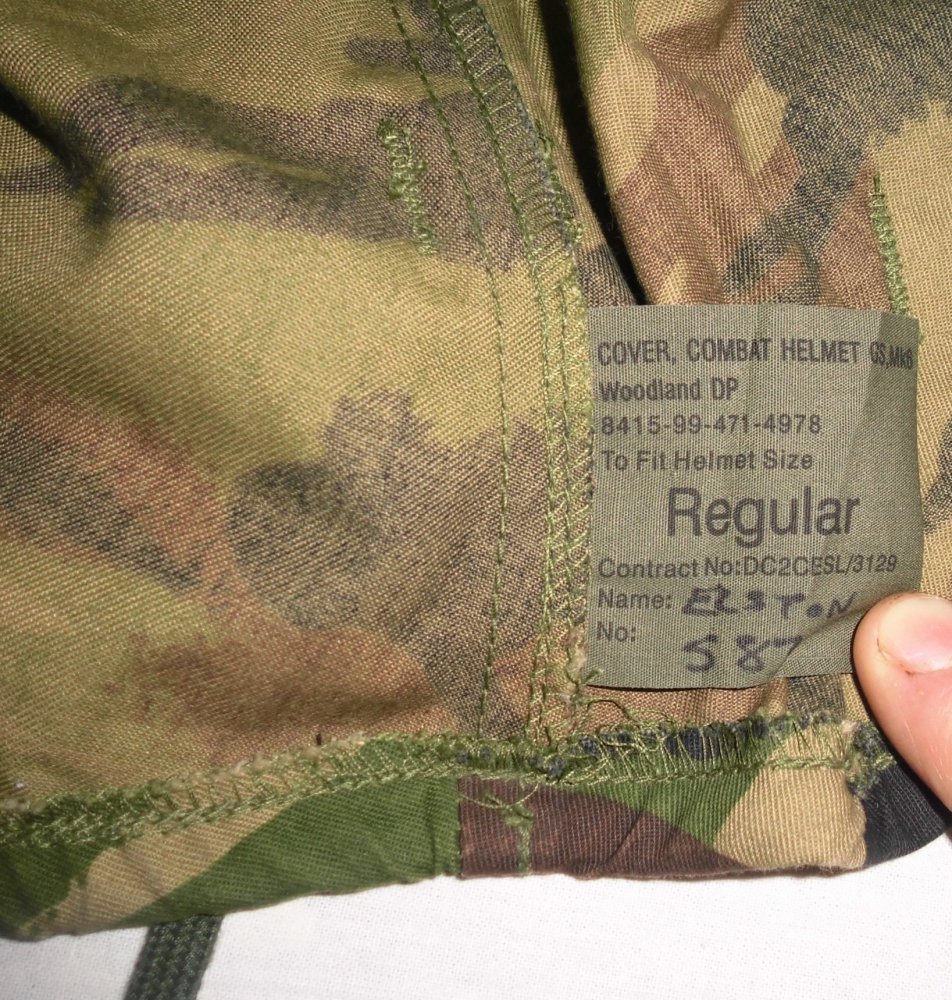 COVER, COMBAT HELMET GS,Mk6
Woodland DP
8415-99-471-4978
To Fit Helmet Size
Regular
Contract No:DC2CESL/3129
Name: ELSTON
No: 587